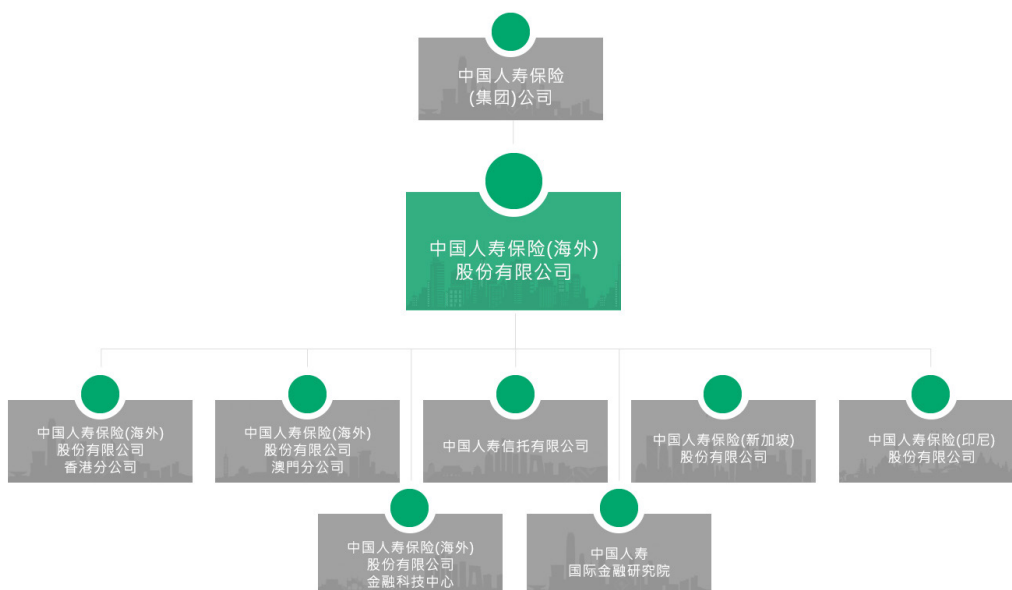 中国人寿保险
(集团)公司
中国人寿保险(海外)
股份有限公司
中国人寿保险(海外)
股份有限公司
香港分公司
中国人寿保险(海外)
股份有限公司
澳門分公司
中国人寿信托有限公司
中国人寿保险(新加坡)
股份有限公司
中国人寿保险(印尼)
股份有限公司
中国人寿保险(海外)
股份有限公司
金融科技中心
中国人寿
国际金融研究院